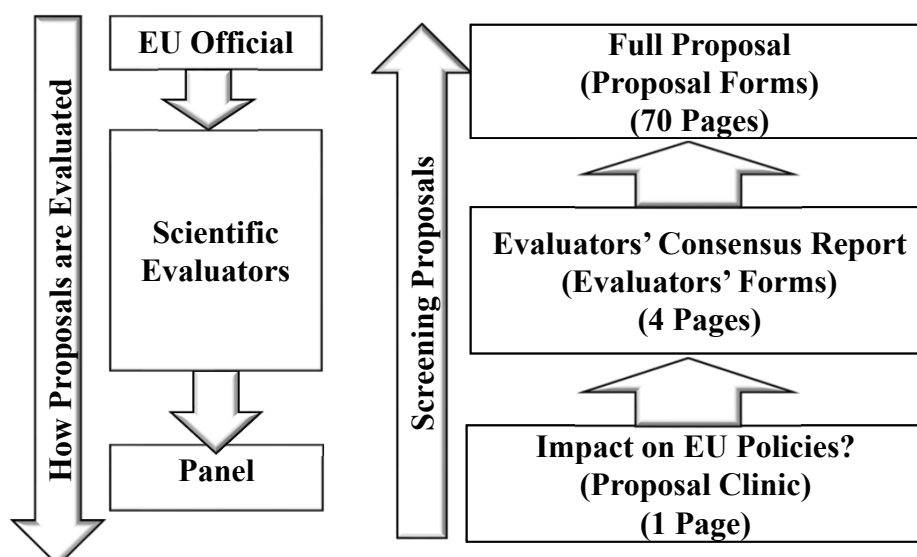 How Proposals are Evaluated
EU Official
Scientific
Evaluators
Panel
Screening Proposals
Full Proposal
(Proposal Forms)
(70 Pages)
Evaluators’ Consensus Report
(Evaluators’ Forms)
(4 Pages)
Impact on EU Policies?
(Proposal Clinic)
(1 Page)